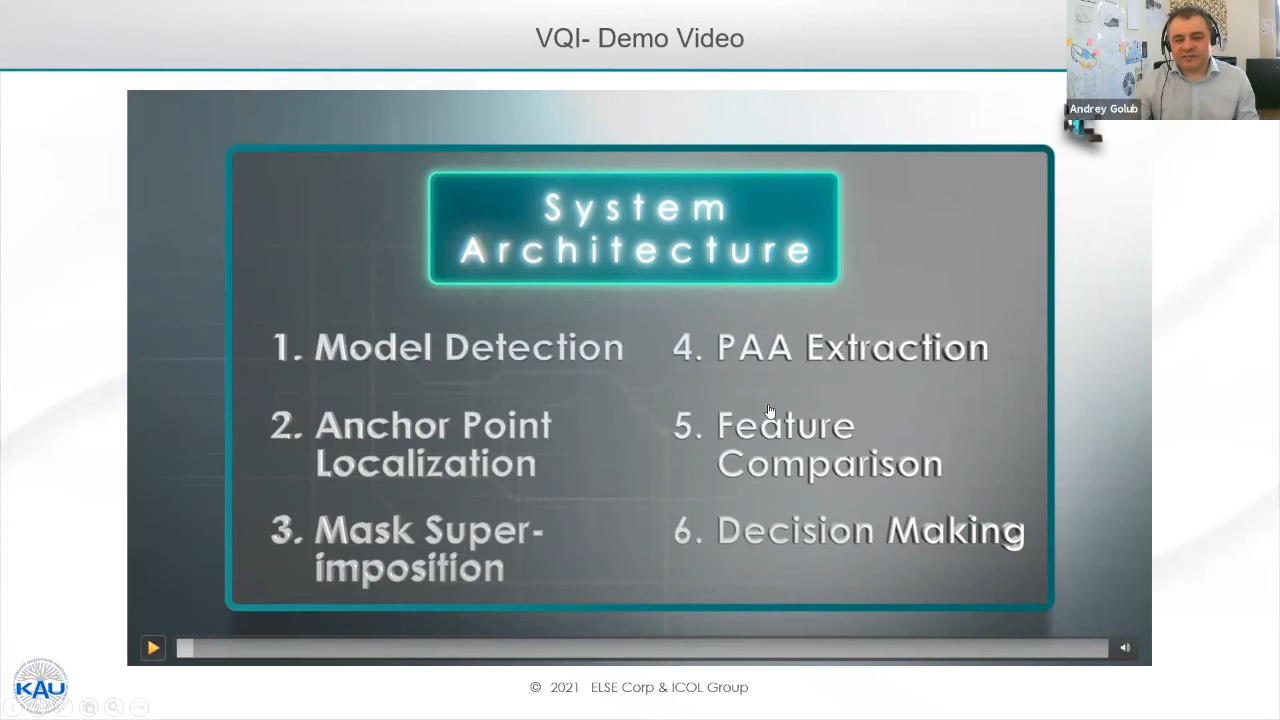 VQI- Demo Video
Andrey Golub
System
Architecture
1. Model Detection
2. Anchor Point
Localization
3. Mask Super-
imposition
4. PAA Extraction
5. Feature
Comparison
6. Decision Making
KAU
© 2021 ELSE Corp & ICOL Group